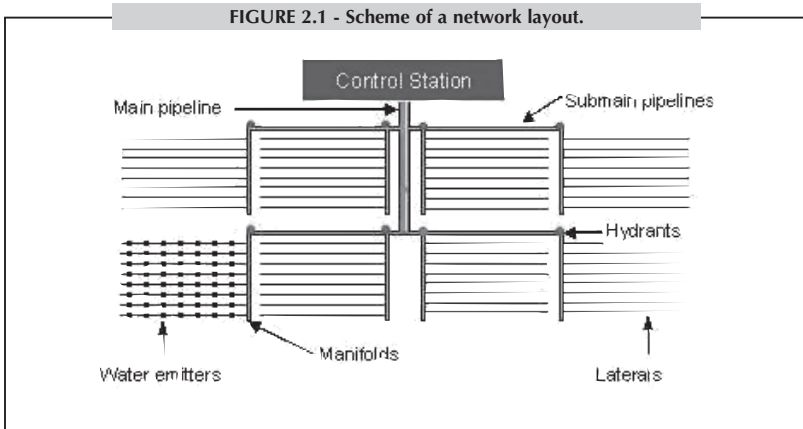 FIGURE 2.1 - Scheme of a network layout.
Control Station
Main pipeline
Submain pipelines
Hydrants
Manifolds
Water emitters
Laterals